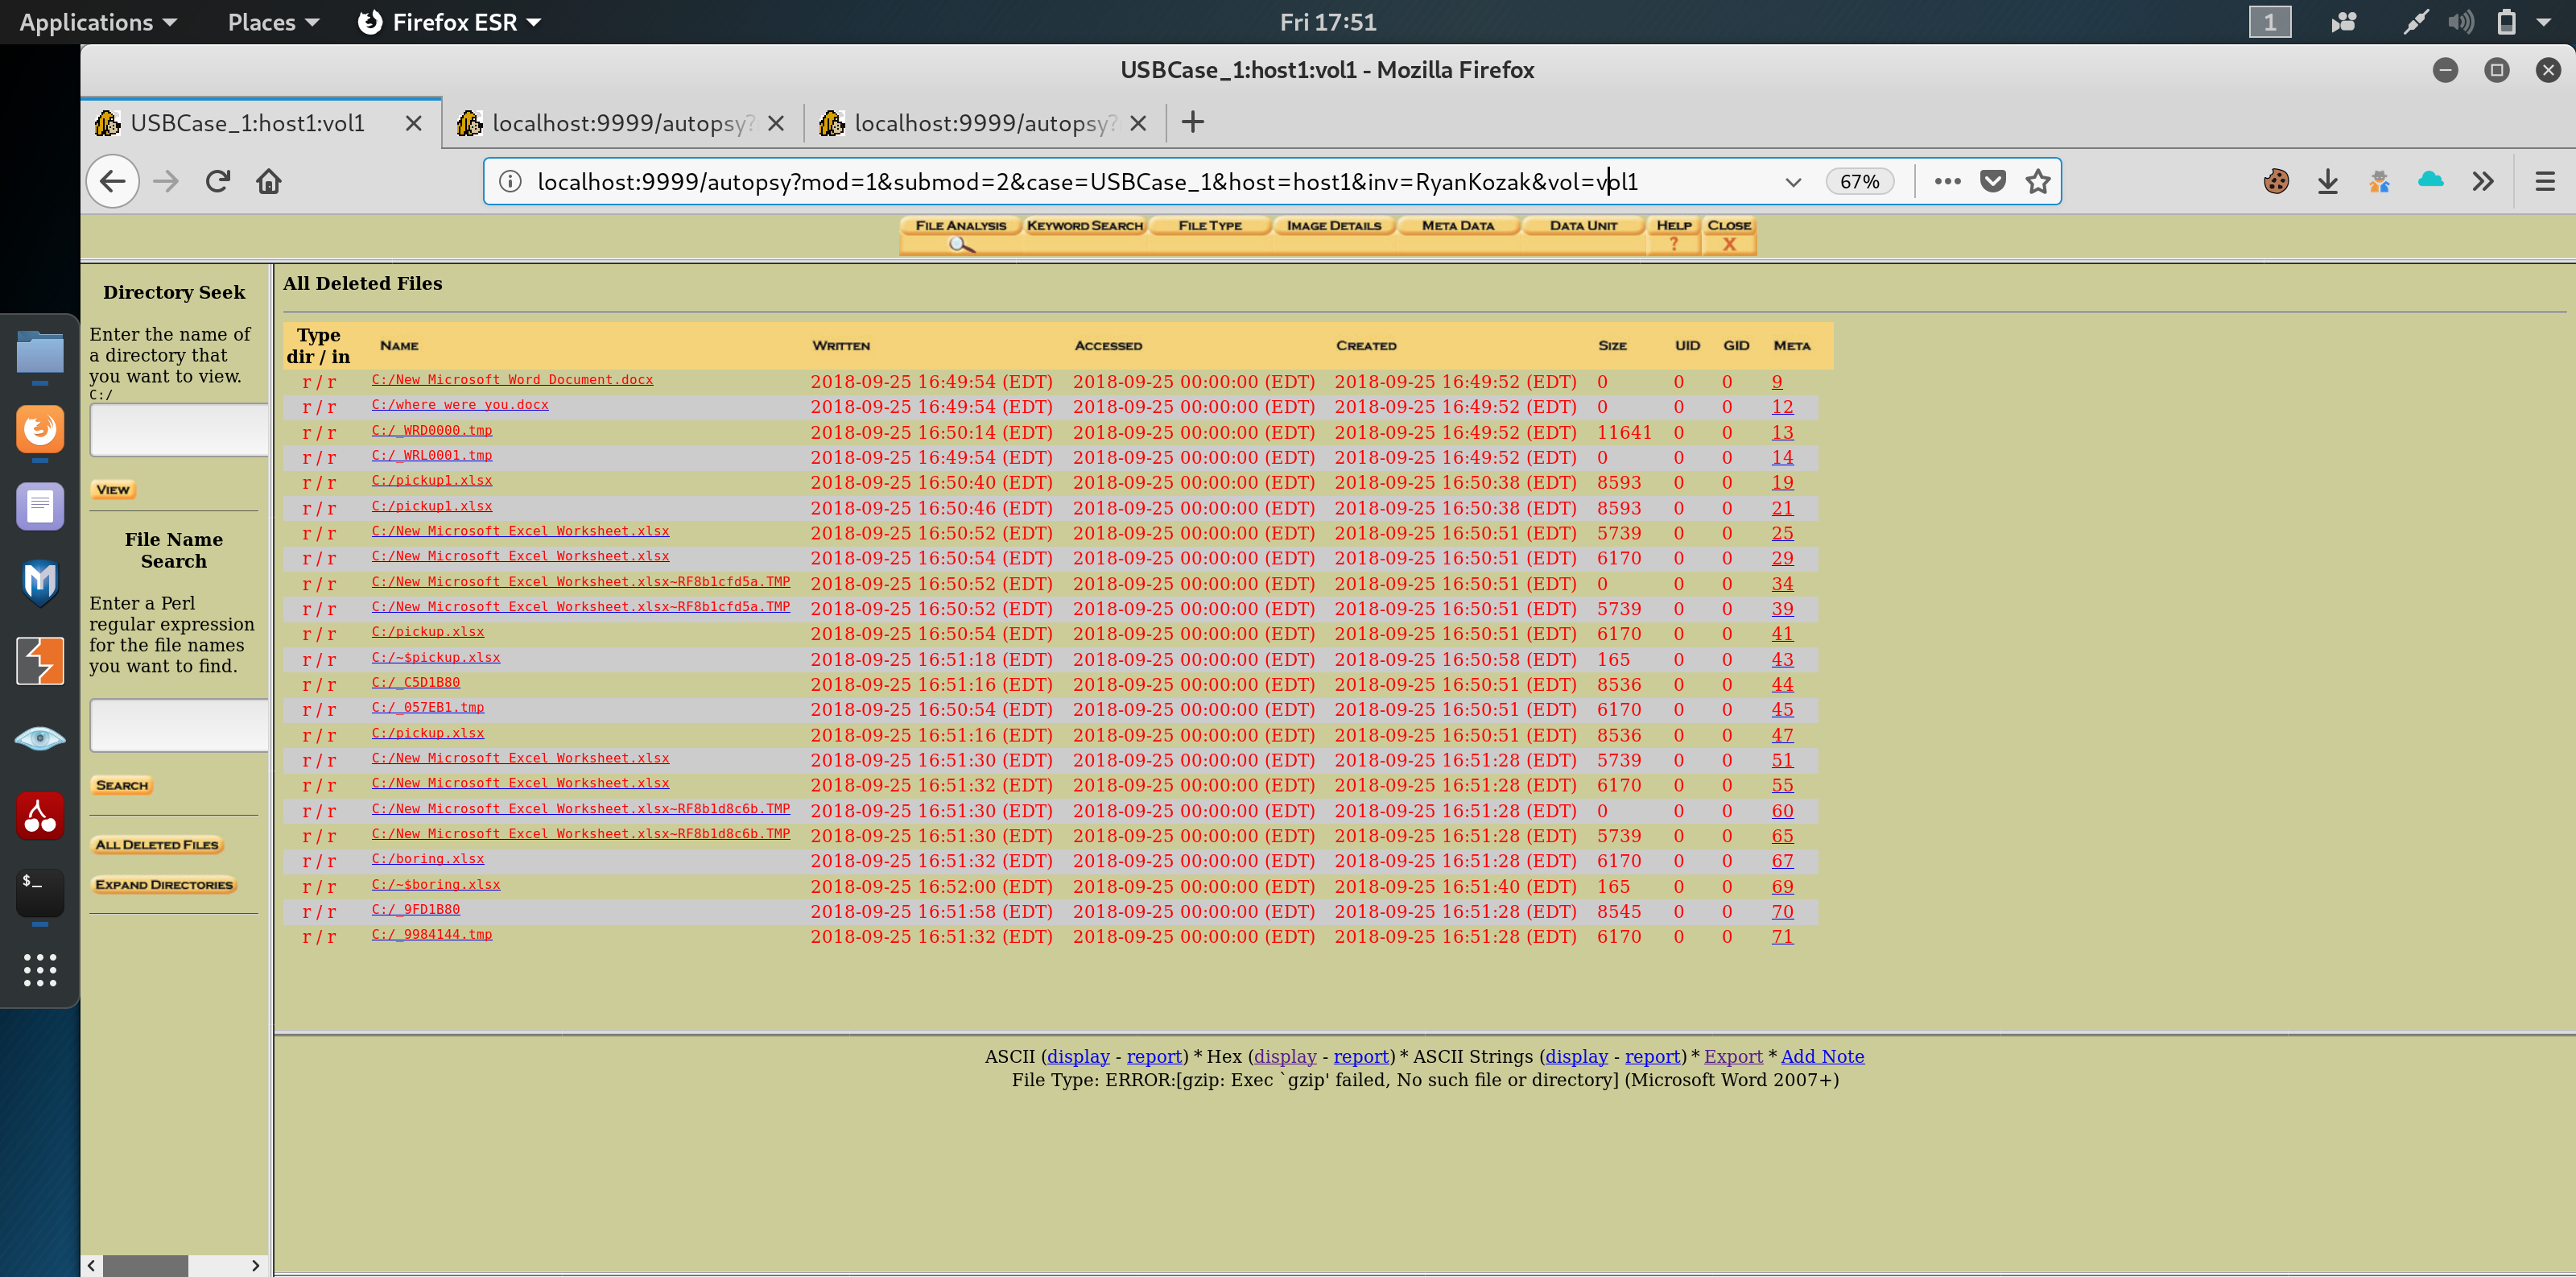 Applications Places Firefox ESR Fri 17:51 1
USBCase_1:host1:vol1 - Mozilla Firefox
USBCase_1:host1:vol1 localhost:9999/autopsy? localhost:9999/autopsy?
localhost:9999/autopsy?mod=1&submod=2&case=USBCase_1&host=host1&inv=RyanKozak&vol=vol1 67%
FILE ANALYSIS KEYWORD SEARCH FILE TYPE IMAGE DETAILS META DATA DATA UNIT HELP CLOSE
? X
Directory Seek
Enter the name of
a directory that
you want to view.
C:/
VIEW
File Name
Search
Enter a Perl
regular expression
for the file names
you want to find.
SEARCH
ALL DELETED FILES
EXPAND DIRECTORIES
All Deleted Files
Type
dir / in NAME WRITTEN ACCESSED CREATED SIZE UID GID META
r / r C:/New Microsoft Word Document.docx 2018-09-25 16:49:54 (EDT) 2018-09-25 00:00:00 (EDT) 2018-09-25 16:49:52 (EDT) 0 0 0 9
r / r C:/where were you.docx 2018-09-25 16:49:54 (EDT) 2018-09-25 00:00:00 (EDT) 2018-09-25 16:49:52 (EDT) 0 0 0 12
r / r C:/_WRD0000.tmp 2018-09-25 16:50:14 (EDT) 2018-09-25 00:00:00 (EDT) 2018-09-25 16:49:52 (EDT) 11641 0 0 13
r / r C:/_WRL0001.tmp 2018-09-25 16:49:54 (EDT) 2018-09-25 00:00:00 (EDT) 2018-09-25 16:49:52 (EDT) 0 0 0 14
r / r C:/pickup1.xlsx 2018-09-25 16:50:40 (EDT) 2018-09-25 00:00:00 (EDT) 2018-09-25 16:50:38 (EDT) 8593 0 0 19
r / r C:/pickup1.xlsx 2018-09-25 16:50:46 (EDT) 2018-09-25 00:00:00 (EDT) 2018-09-25 16:50:38 (EDT) 8593 0 0 21
r / r C:/New Microsoft Excel Worksheet.xlsx 2018-09-25 16:50:52 (EDT) 2018-09-25 00:00:00 (EDT) 2018-09-25 16:50:51 (EDT) 5739 0 0 25
r / r C:/New Microsoft Excel Worksheet.xlsx 2018-09-25 16:50:54 (EDT) 2018-09-25 00:00:00 (EDT) 2018-09-25 16:50:51 (EDT) 6170 0 0 29
r / r C:/New Microsoft Excel Worksheet.xlsx~RF8b1cfd5a.TMP 2018-09-25 16:50:52 (EDT) 2018-09-25 00:00:00 (EDT) 2018-09-25 16:50:51 (EDT) 0 0 0 34
r / r C:/New Microsoft Excel Worksheet.xlsx~RF8b1cfd5a.TMP 2018-09-25 16:50:52 (EDT) 2018-09-25 00:00:00 (EDT) 2018-09-25 16:50:51 (EDT) 5739 0 0 39
r / r C:/pickup.xlsx 2018-09-25 16:50:54 (EDT) 2018-09-25 00:00:00 (EDT) 2018-09-25 16:50:51 (EDT) 6170 0 0 41
r / r C:/~$pickup.xlsx 2018-09-25 16:51:18 (EDT) 2018-09-25 00:00:00 (EDT) 2018-09-25 16:50:58 (EDT) 165 0 0 43
r / r C:/_C5D1B80 2018-09-25 16:51:16 (EDT) 2018-09-25 00:00:00 (EDT) 2018-09-25 16:50:51 (EDT) 8536 0 0 44
r / r C:/_057EB1.tmp 2018-09-25 16:50:54 (EDT) 2018-09-25 00:00:00 (EDT) 2018-09-25 16:50:51 (EDT) 6170 0 0 45
r / r C:/pickup.xlsx 2018-09-25 16:51:16 (EDT) 2018-09-25 00:00:00 (EDT) 2018-09-25 16:50:51 (EDT) 8536 0 0 47
r / r C:/New Microsoft Excel Worksheet.xlsx 2018-09-25 16:51:30 (EDT) 2018-09-25 00:00:00 (EDT) 2018-09-25 16:51:28 (EDT) 5739 0 0 51
r / r C:/New Microsoft Excel Worksheet.xlsx 2018-09-25 16:51:32 (EDT) 2018-09-25 00:00:00 (EDT) 2018-09-25 16:51:28 (EDT) 6170 0 0 55
r / r C:/New Microsoft Excel Worksheet.xlsx~RF8b1d8c6b.TMP 2018-09-25 16:51:30 (EDT) 2018-09-25 00:00:00 (EDT) 2018-09-25 16:51:28 (EDT) 0 0 0 60
r / r C:/New Microsoft Excel Worksheet.xlsx~RF8b1d8c6b.TMP 2018-09-25 16:51:30 (EDT) 2018-09-25 00:00:00 (EDT) 2018-09-25 16:51:28 (EDT) 5739 0 0 65
r / r C:/boring.xlsx 2018-09-25 16:51:32 (EDT) 2018-09-25 00:00:00 (EDT) 2018-09-25 16:51:28 (EDT) 6170 0 0 67
r / r C:/~$boring.xlsx 2018-09-25 16:52:00 (EDT) 2018-09-25 00:00:00 (EDT) 2018-09-25 16:51:40 (EDT) 165 0 0 69
r / r C:/_9FD1B80 2018-09-25 16:51:58 (EDT) 2018-09-25 00:00:00 (EDT) 2018-09-25 16:51:28 (EDT) 8545 0 0 70
r / r C:/_9984144.tmp 2018-09-25 16:51:32 (EDT) 2018-09-25 00:00:00 (EDT) 2018-09-25 16:51:28 (EDT) 6170 0 0 71
ASCII (display - report) * Hex (display - report) * ASCII Strings (display - report) * Export * Add Note
File Type: ERROR:[gzip: Exec `gzip' failed, No such file or directory] (Microsoft Word 2007+)